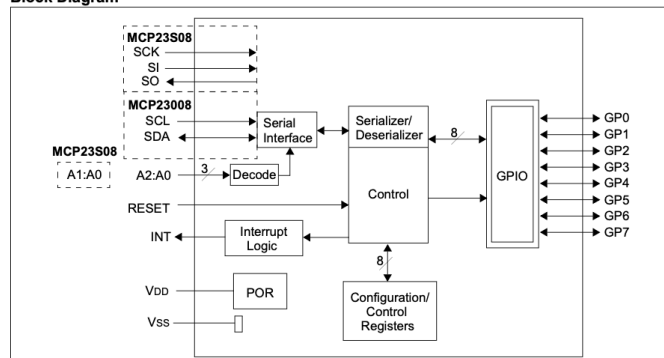 Block Diagram
MCP23S08
SCK
SI
SO
MCP23008
SCL
SDA
Serial
Interface
Serializer/
Deserializer
8
GP0
GP1
GP2
GP3
GP4
GP5
GP6
GP7
GPIO
MCP23S08
A1:A0
A2:A0
3
Decode
Control
RESET
INT
Interrupt
Logic
8
VDD
POR
Configuration/
Control
Registers
VSS